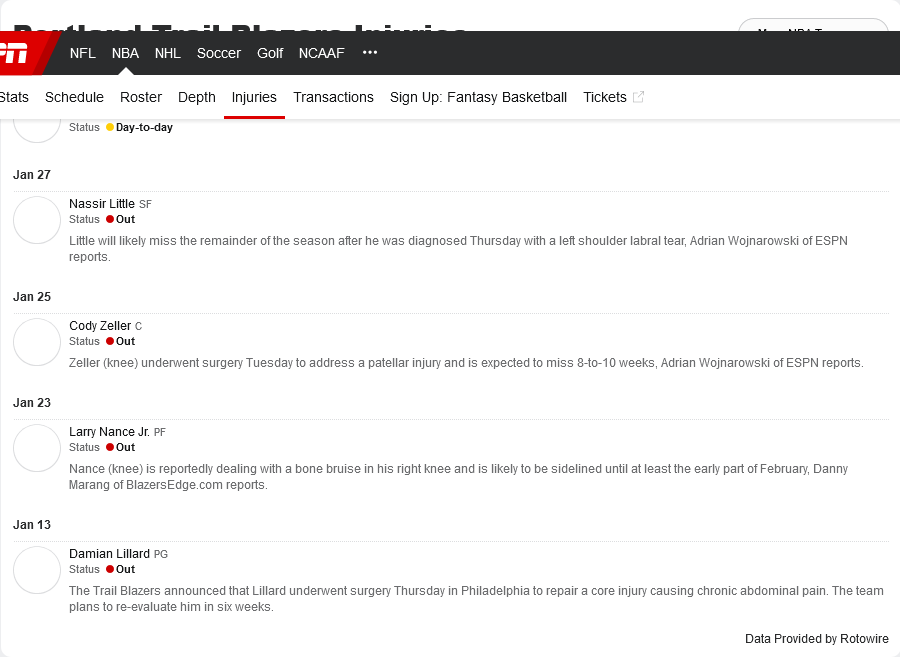 Portland Trail Blazers Injuries
NFL NBA NHL Soccer Golf NCAAF •••
Stats Schedule Roster Depth Injuries Transactions Sign Up: Fantasy Basketball Tickets
Status Day-to-day
Jan 27
Nassir Little SF
Status Out
Little will likely miss the remainder of the season after he was diagnosed Thursday with a left shoulder labral tear, Adrian Wojnarowski of ESPN
reports.
Jan 25
Cody Zeller C
Status Out
Zeller (knee) underwent surgery Tuesday to address a patellar injury and is expected to miss 8-to-10 weeks, Adrian Wojnarowski of ESPN reports.
Jan 23
Larry Nance Jr. PF
Status Out
Nance (knee) is reportedly dealing with a bone bruise in his right knee and is likely to be sidelined until at least the early part of February, Danny
Marang of BlazersEdge.com reports.
Jan 13
Damian Lillard PG
Status Out
The Trail Blazers announced that Lillard underwent surgery Thursday in Philadelphia to repair a core injury causing chronic abdominal pain. The team
plans to re-evaluate him in six weeks.
Data Provided by Rotowire